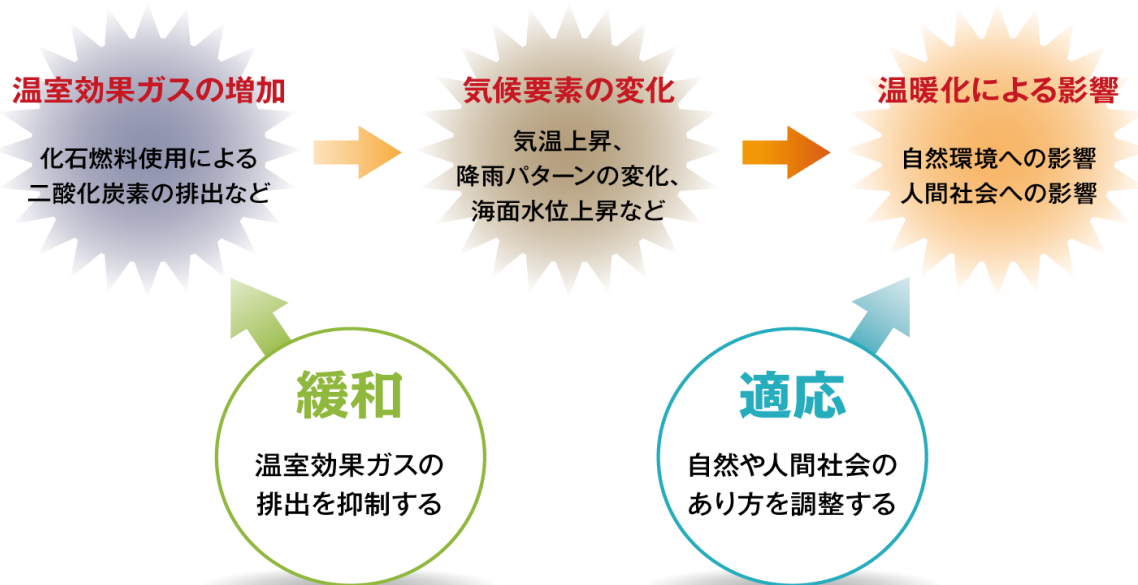 温室効果ガスの増加
化石燃料使用による
二酸化炭素の排出など
気候要素の変化
気温上昇、
降雨パターンの変化、
海面水位上昇など
温暖化による影響
自然環境への影響
人間社会への影響
緩和
温室効果ガスの
排出を抑制する
適応
自然や人間社会の
あり方を調整する